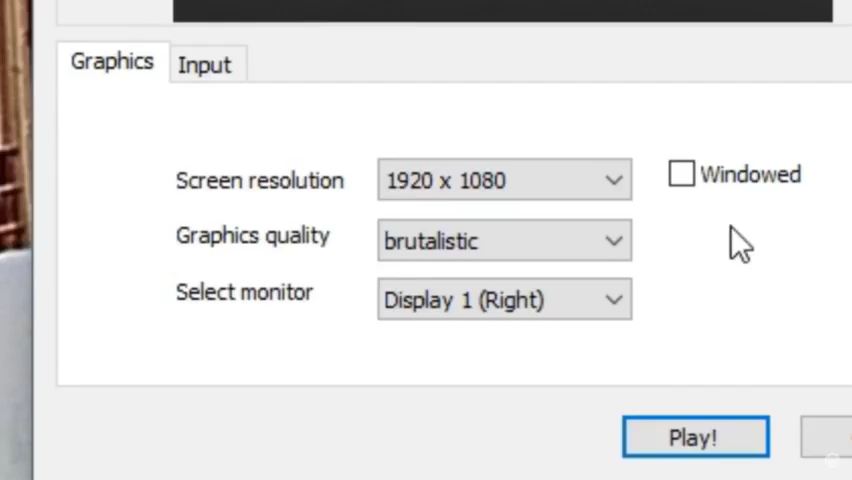 Graphics
Input
Screen resolution
1920 x 1080
Windowed
Graphics quality
brutalistic
Select monitor
Display 1 (Right)
Play!